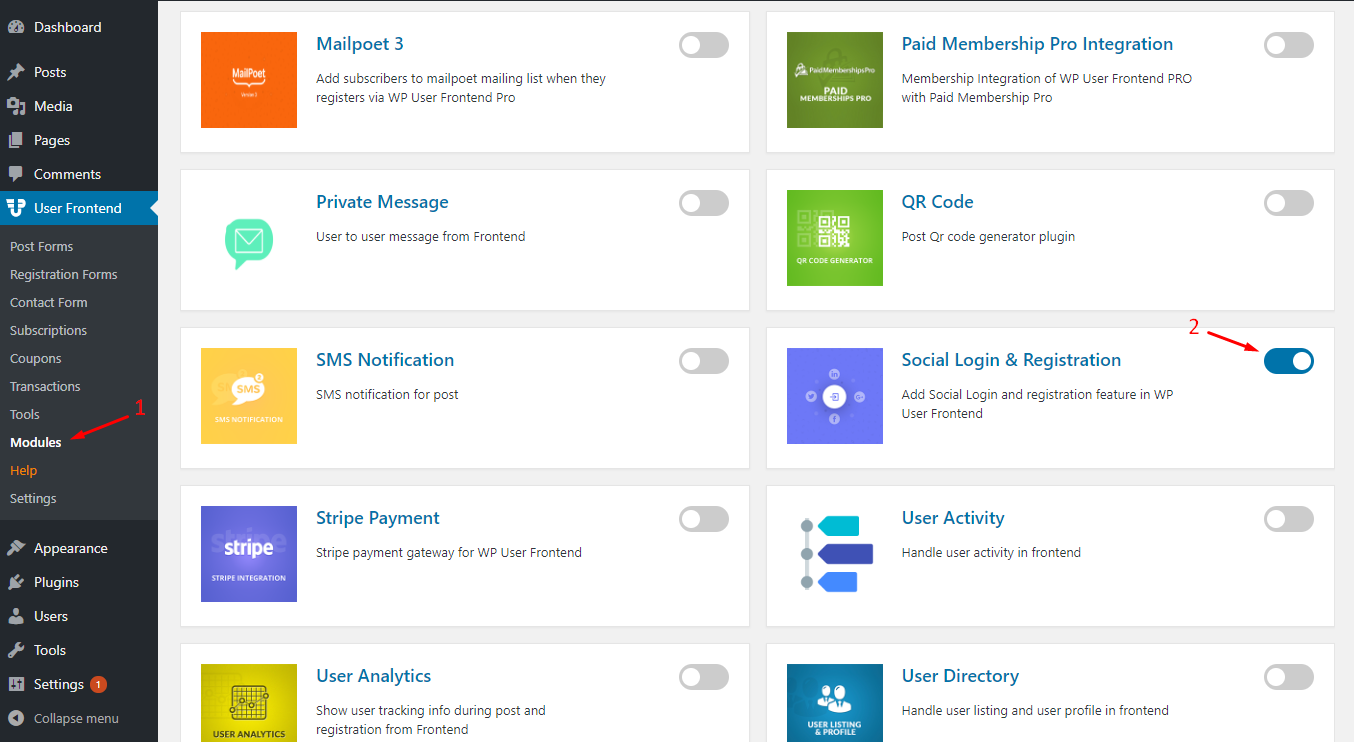 Dashboard
Posts
Media
Pages
Comments
User Frontend
Post Forms
Registration Forms
Contact Form
Subscriptions
Coupons
Transactions
Tools
1
Modules
Help
Settings
Appearance
Plugins
Users
Tools
Settings 1
Collapse menu
MailPoet
Version 3
Mailpoet 3
Add subscribers to mailpoet mailing list when they
registers via WP User Frontend Pro
PaidMembershipsPro
PAID
MEMBERSHIPS PRO
Paid Membership Pro Integration
Membership Integration of WP User Frontend PRO
with Paid Membership Pro
Private Message
User to user message from Frontend
QR CODE GENERATOR
QR Code
Post Qr code generator plugin
SMS
2
SMS NOTIFICATION
SMS Notification
SMS notification for post
in
G+
f
Social Login & Registration
2
Add Social Login and registration feature in WP
User Frontend
stripe
STRIPE INTEGRATION
Stripe Payment
Stripe payment gateway for WP User Frontend
User Activity
Handle user activity in frontend
USER ANALYTICS
User Analytics
Show user tracking info during post and
registration from Frontend
USER LISTING
& PROFILE
User Directory
Handle user listing and user profile in frontend